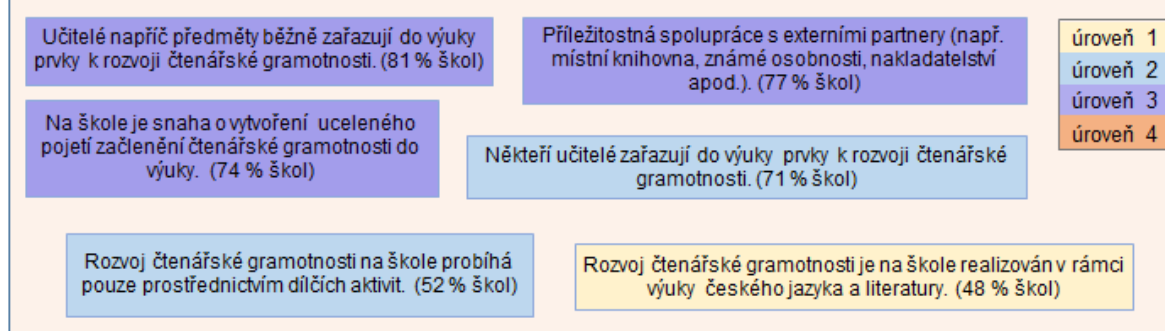 Učitelé napříč předměty běžně zařazují do výuky
prvky k rozvoji čtenářské gramotnosti. (81 % škol)
Příležitostná spolupráce s externími partnery (např.
místní knihovna, známé osobnosti, nakladatelství
apod.). (77 % škol)
úroveň 1
úroveň 2
úroveň 3
úroveň 4
Na škole je snaha o vytvoření uceleného
pojetí začlenění čtenářské gramotnosti do
výuky. (74 % škol)
Někteří učitelé zařazují do výuky prvky k rozvoji čtenářské
gramotnosti. (71 % škol)
Rozvoj čtenářské gramotnosti na škole probíhá
pouze prostřednictvím dílčích aktivit. (52 % škol)
Rozvoj čtenářské gramotnosti je na škole realizován v rámci
výuky českého jazyka a literatury. (48 % škol)